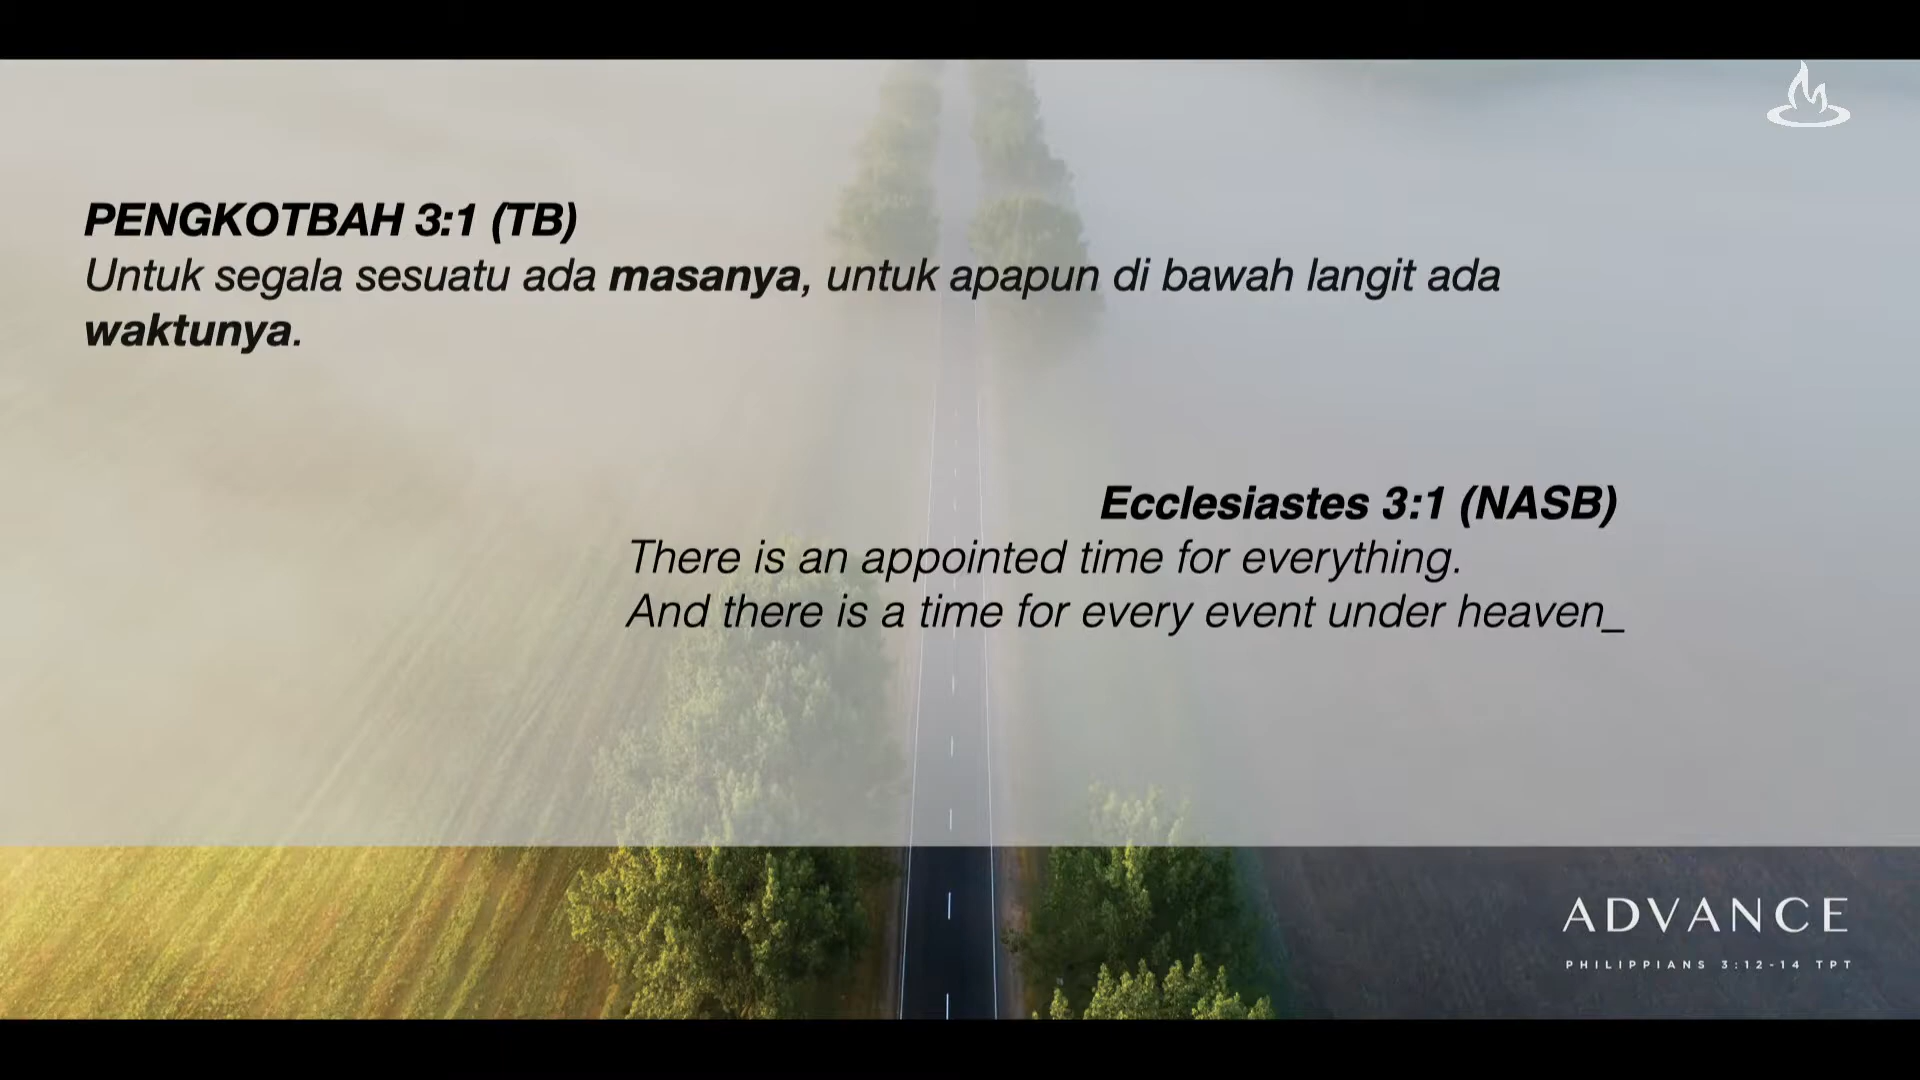 PENGKOTBAH 3:1 (TB)
Untuk segala sesuatu ada masanya, untuk apapun di bawah langit ada
waktunya.
Ecclesiastes 3:1 (NASB)
There is an appointed time for everything.
And there is a time for every event under heaven_
ADVANCE
PHILIPPIANS 3:12-14 TPT